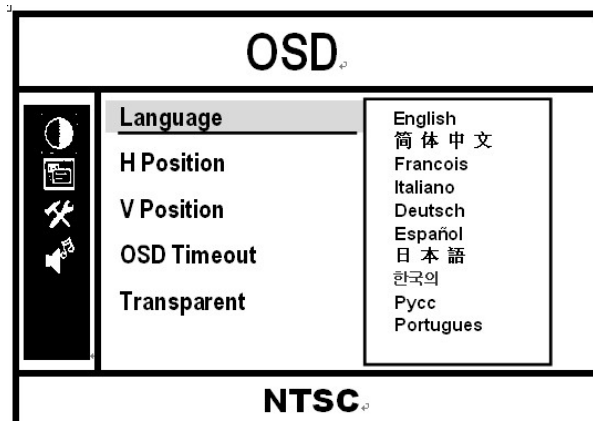 OSD
Language
H Position
V Position
OSD Timeout
Transparent
English
简体中文
Francois
Italiano
Deutsch
Español
日本語
한국의
Pycc
Portugues
NTSC